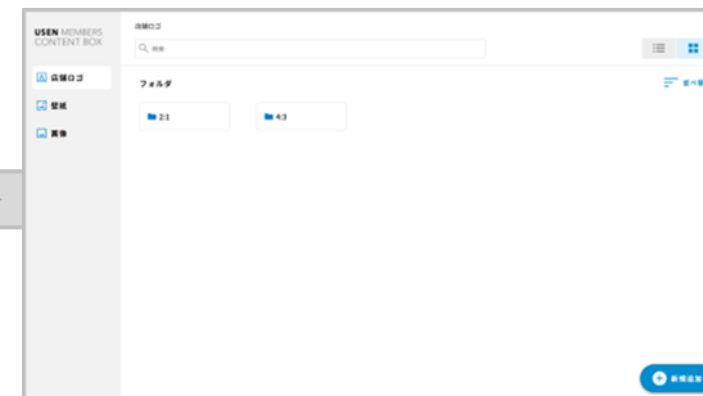 USEN MEMBERS
CONTENT BOX
店舗ロゴ
検索
店舗ロゴ
壁紙
画像
フォルダ
2:1
4:3
新規追加